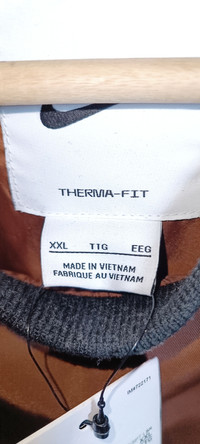 THERMA-FIT
XXL TTG EEG
MADE IN VIETNAM
FABRIQUE AU VIETNAM